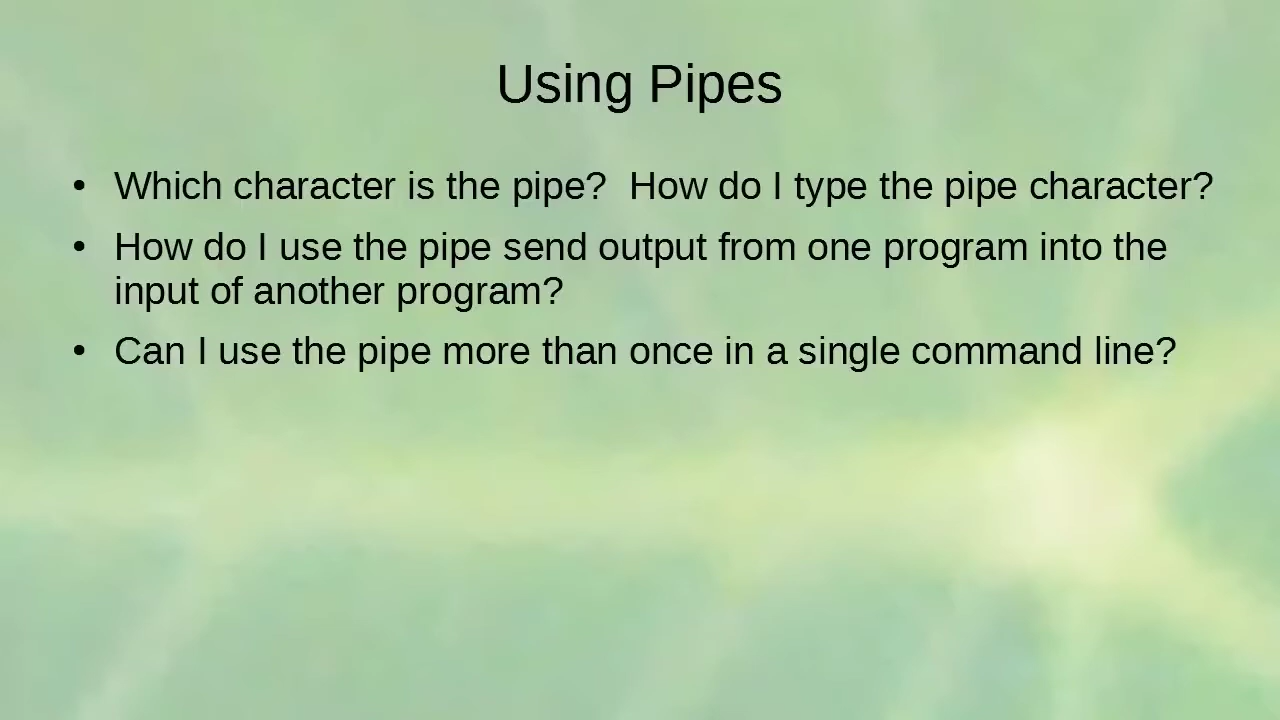 Using Pipes
• Which character is the pipe?  How do I type the pipe character?
• How do I use the pipe send output from one program into the
input of another program?
• Can I use the pipe more than once in a single command line?